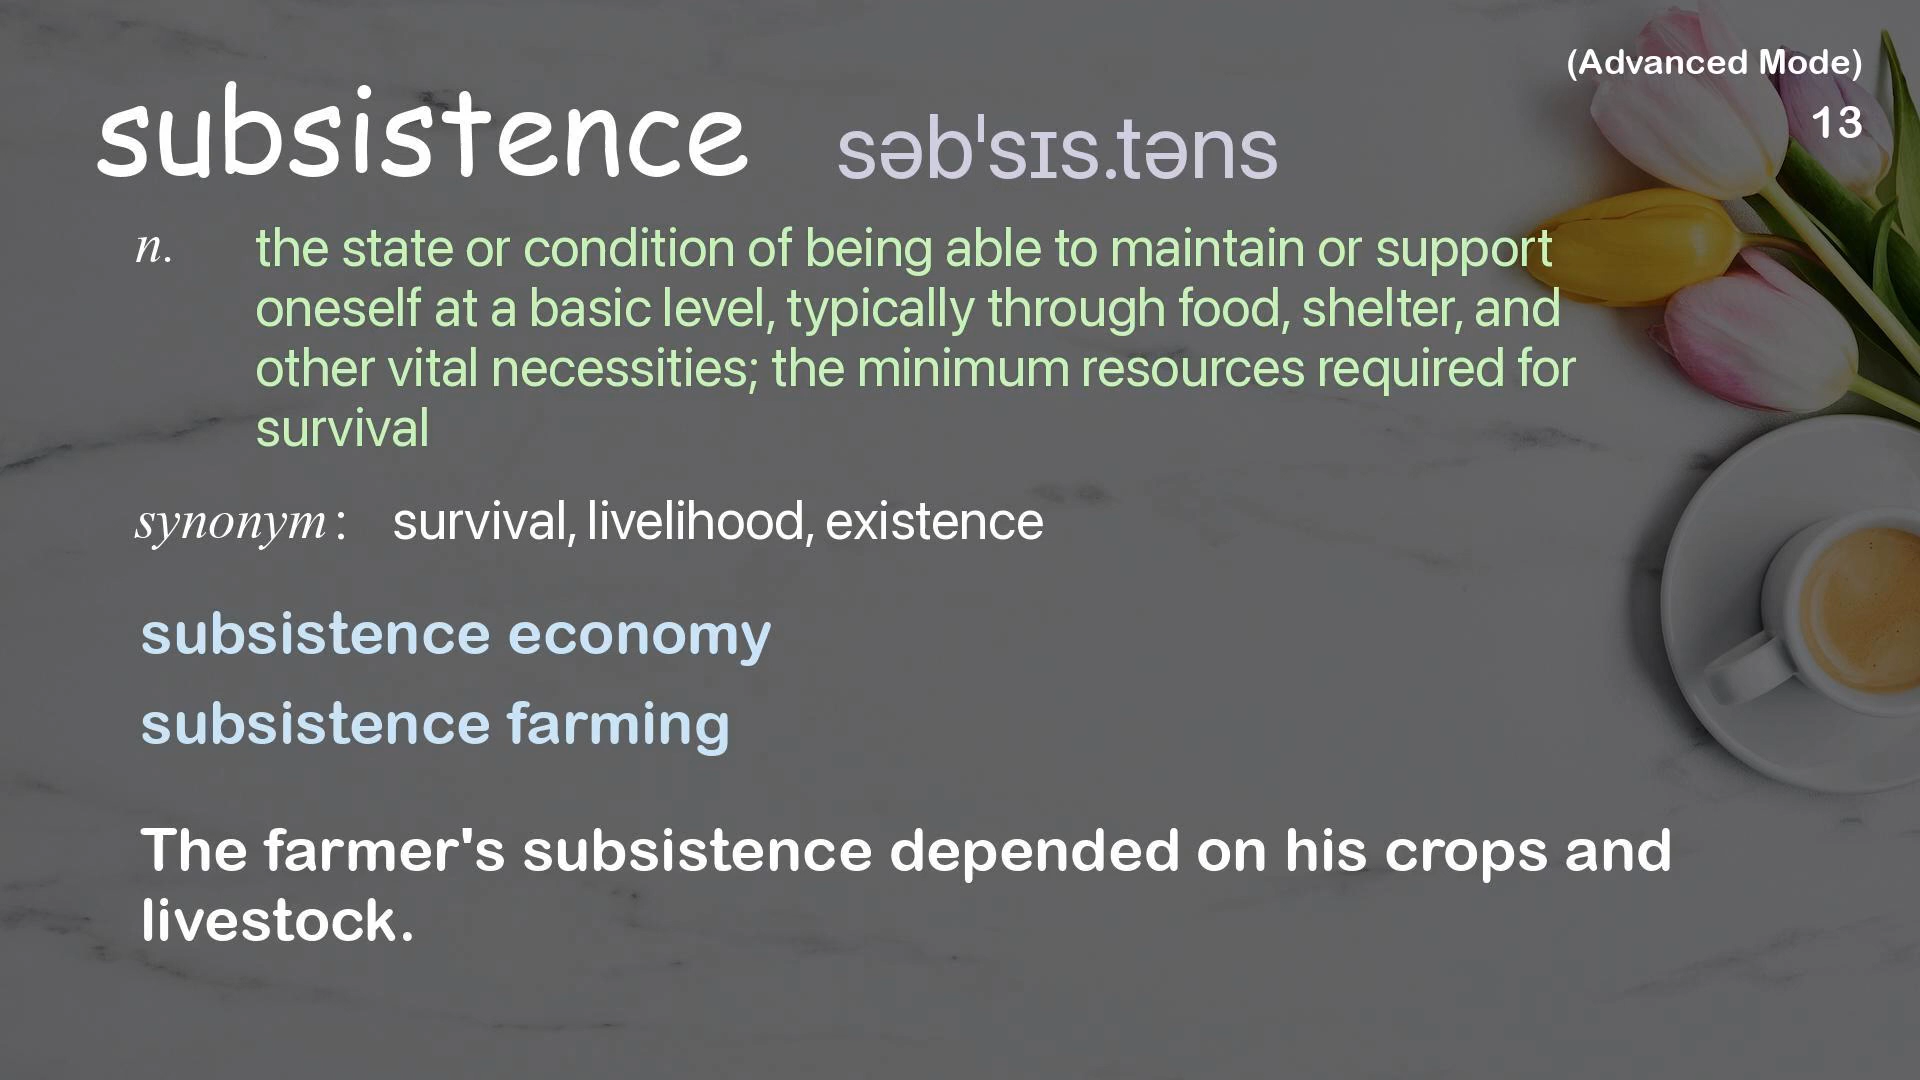 (Advanced Mode)
subsistence səb'sɪs.təns
13
n. the state or condition of being able to maintain or support
oneself at a basic level, typically through food, shelter, and
other vital necessities; the minimum resources required for
survival
synonym: survival, livelihood, existence
subsistence economy
subsistence farming
The farmer's subsistence depended on his crops and
livestock.